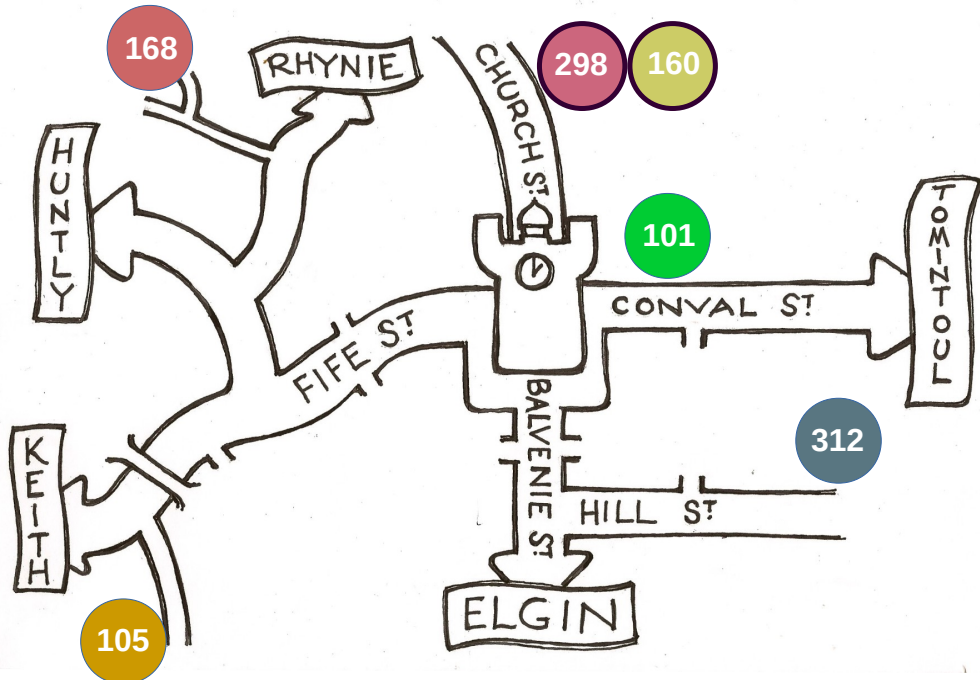 168
RHYNIE
298
160
CHURCH ST.
HUNTLY
101
TOMINTOUL
CONVAL ST.
FIFE ST
BALVENIE ST.
KEITH
312
HILL ST
ELGIN
105